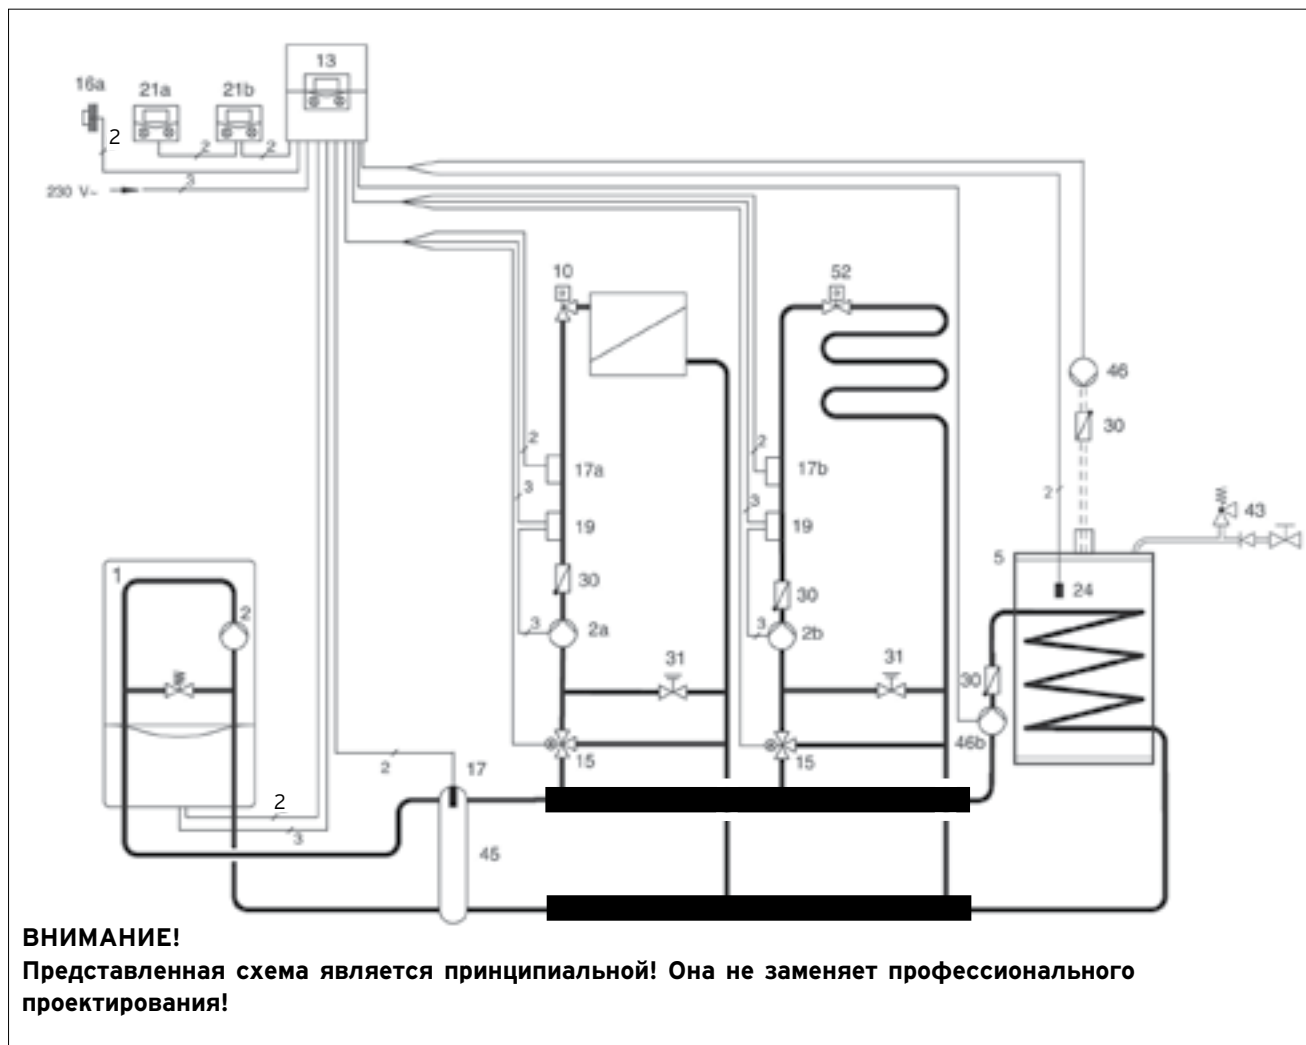 13
16a
21a
21b
2
2
2
230 V~
3
10
52
46
2
2
30
17a
17b
3
3
2
43
19
19
5
1
30
30
24
2
3
2a
3
2b
31
31
30
46b
15
15
2
17
2
3
45
ВНИМАНИЕ!
Представленная схема является принципиальной! Она не заменяет профессионального
проектирования!